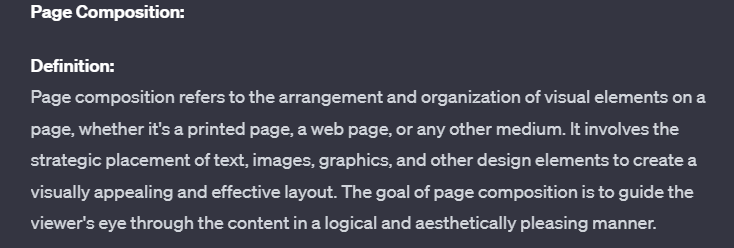 Page Composition:
Definition:
Page composition refers to the arrangement and organization of visual elements on a
page, whether it's a printed page, a web page, or any other medium. It involves the
strategic placement of text, images, graphics, and other design elements to create a
visually appealing and effective layout. The goal of page composition is to guide the
viewer's eye through the content in a logical and aesthetically pleasing manner.